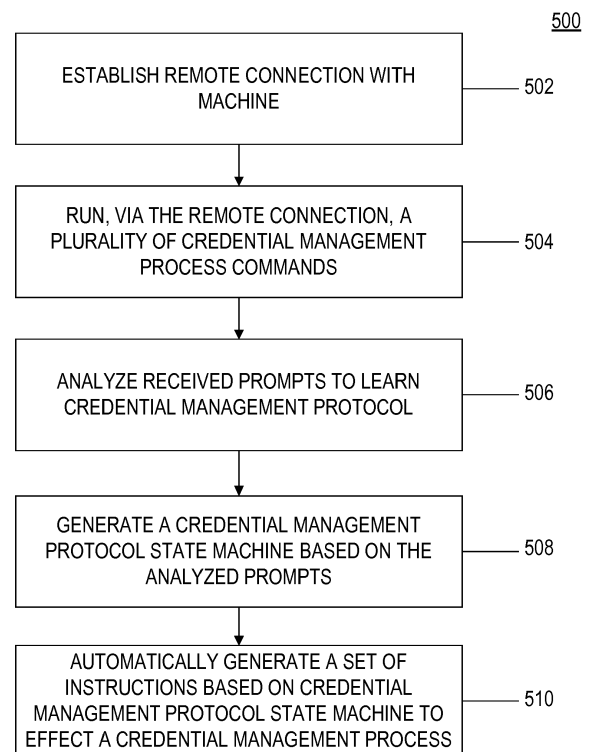 500
ESTABLISH REMOTE CONNECTION WITH
MACHINE
502
RUN, VIA THE REMOTE CONNECTION, A
PLURALITY OF CREDENTIAL MANAGEMENT
PROCESS COMMANDS
504
ANALYZE RECEIVED PROMPTS TO LEARN
CREDENTIAL MANAGEMENT PROTOCOL
506
GENERATE A CREDENTIAL MANAGEMENT
PROTOCOL STATE MACHINE BASED ON THE
ANALYZED PROMPTS
508
AUTOMATICALLY GENERATE A SET OF
INSTRUCTIONS BASED ON CREDENTIAL
MANAGEMENT PROTOCOL STATE MACHINE TO
EFFECT A CREDENTIAL MANAGEMENT PROCESS
510